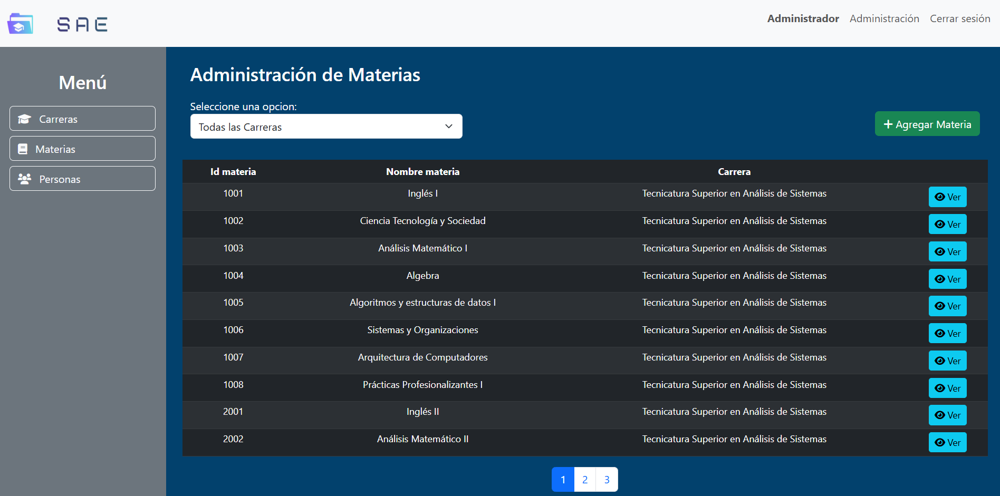 SAE
Administrador Administración Cerrar sesión
Menú
Carreras
Materias
Personas
Administración de Materias
Seleccione una opcion:
Todas las Carreras
Agregar Materia
Id materia Nombre materia Carrera
1001 Inglés I Tecnicatura Superior en Análisis de Sistemas Ver
1002 Ciencia Tecnología y Sociedad Tecnicatura Superior en Análisis de Sistemas Ver
1003 Análisis Matemático I Tecnicatura Superior en Análisis de Sistemas Ver
1004 Algebra Tecnicatura Superior en Análisis de Sistemas Ver
1005 Algoritmos y estructuras de datos I Tecnicatura Superior en Análisis de Sistemas Ver
1006 Sistemas y Organizaciones Tecnicatura Superior en Análisis de Sistemas Ver
1007 Arquitectura de Computadores Tecnicatura Superior en Análisis de Sistemas Ver
1008 Prácticas Profesionalizantes I Tecnicatura Superior en Análisis de Sistemas Ver
2001 Inglés II Tecnicatura Superior en Análisis de Sistemas Ver
2002 Análisis Matemático II Tecnicatura Superior en Análisis de Sistemas Ver
1 2 3